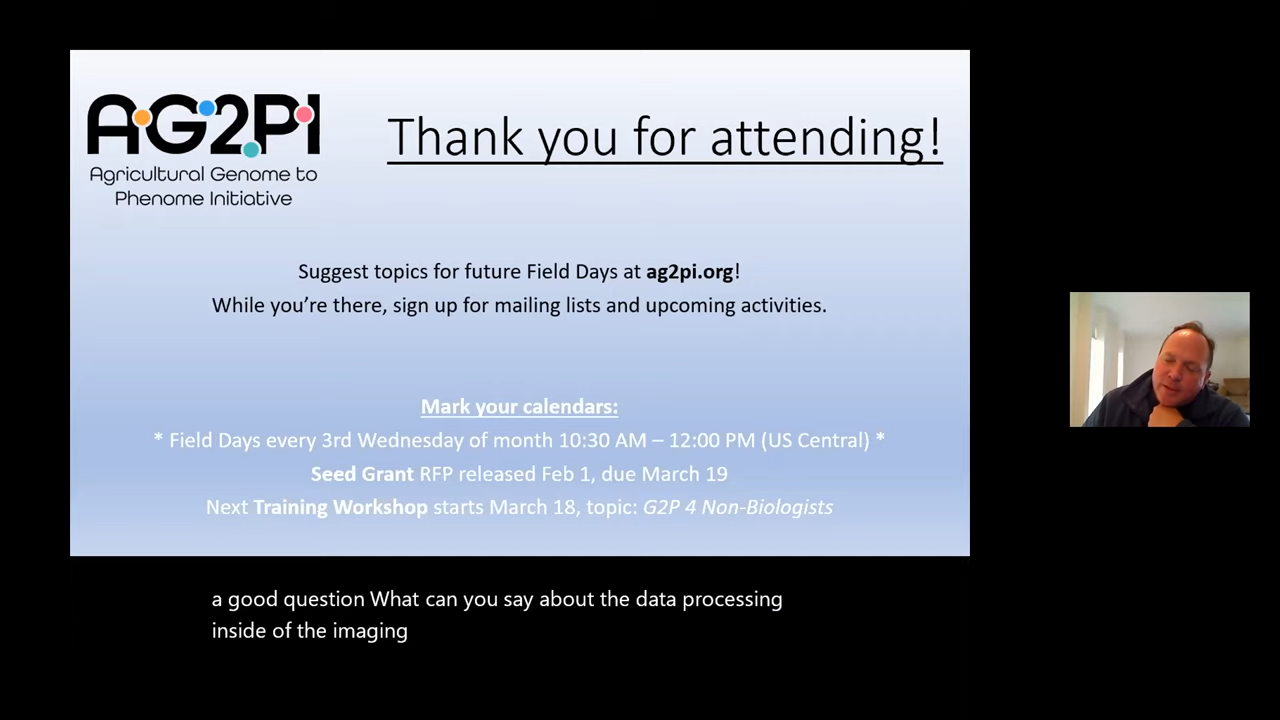 AG2PI
Agricultural Genome to
Phenome Initiative
Thank you for attending!
Suggest topics for future Field Days at ag2pi.org!
While you’re there, sign up for mailing lists and upcoming activities.
Mark your calendars:
* Field Days every 3rd Wednesday of month 10:30 AM – 12:00 PM (US Central) *
Seed Grant RFP released Feb 1, due March 19
Next Training Workshop starts March 18, topic: G2P 4 Non-Biologists
a good question What can you say about the data processing
inside of the imaging